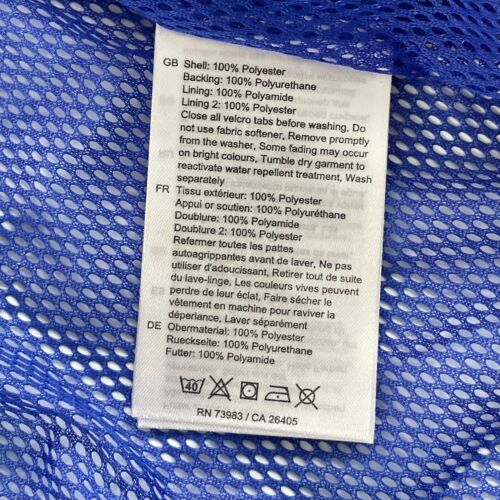 GB Shell: 100% Polyester
Backing: 100% Polyurethane
Lining: 100% Polyamide
Lining 2: 100% Polyester
Close all velcro tabs before washing, Do
not use fabric softener, Remove promptly
from the washer, Some fading may occur
on bright colours, Tumble dry garment to
reactivate water repellent treatment, Wash
separately
FR Tissu extérieur: 100% Polyester
Appui or soutien: 100% Polyuréthane
Doublure: 100% Polyamide
Doublure 2: 100% Polyester
Refermer toutes les pattes
autoagrippantes avant de laver, Ne pas
utiliser d'adoucissant, Retirer tout de suite
du lave-linge, Les couleurs vives peuvent
perdre de leur éclat, Faire sécher le
vêtement en machine pour raviver la
déperlance, Laver séparément
DE Obermaterial: 100% Polyester
Rueckseite: 100% Polyurethane
Futter: 100% Polyamide
40
RN 73983 / CA 26405